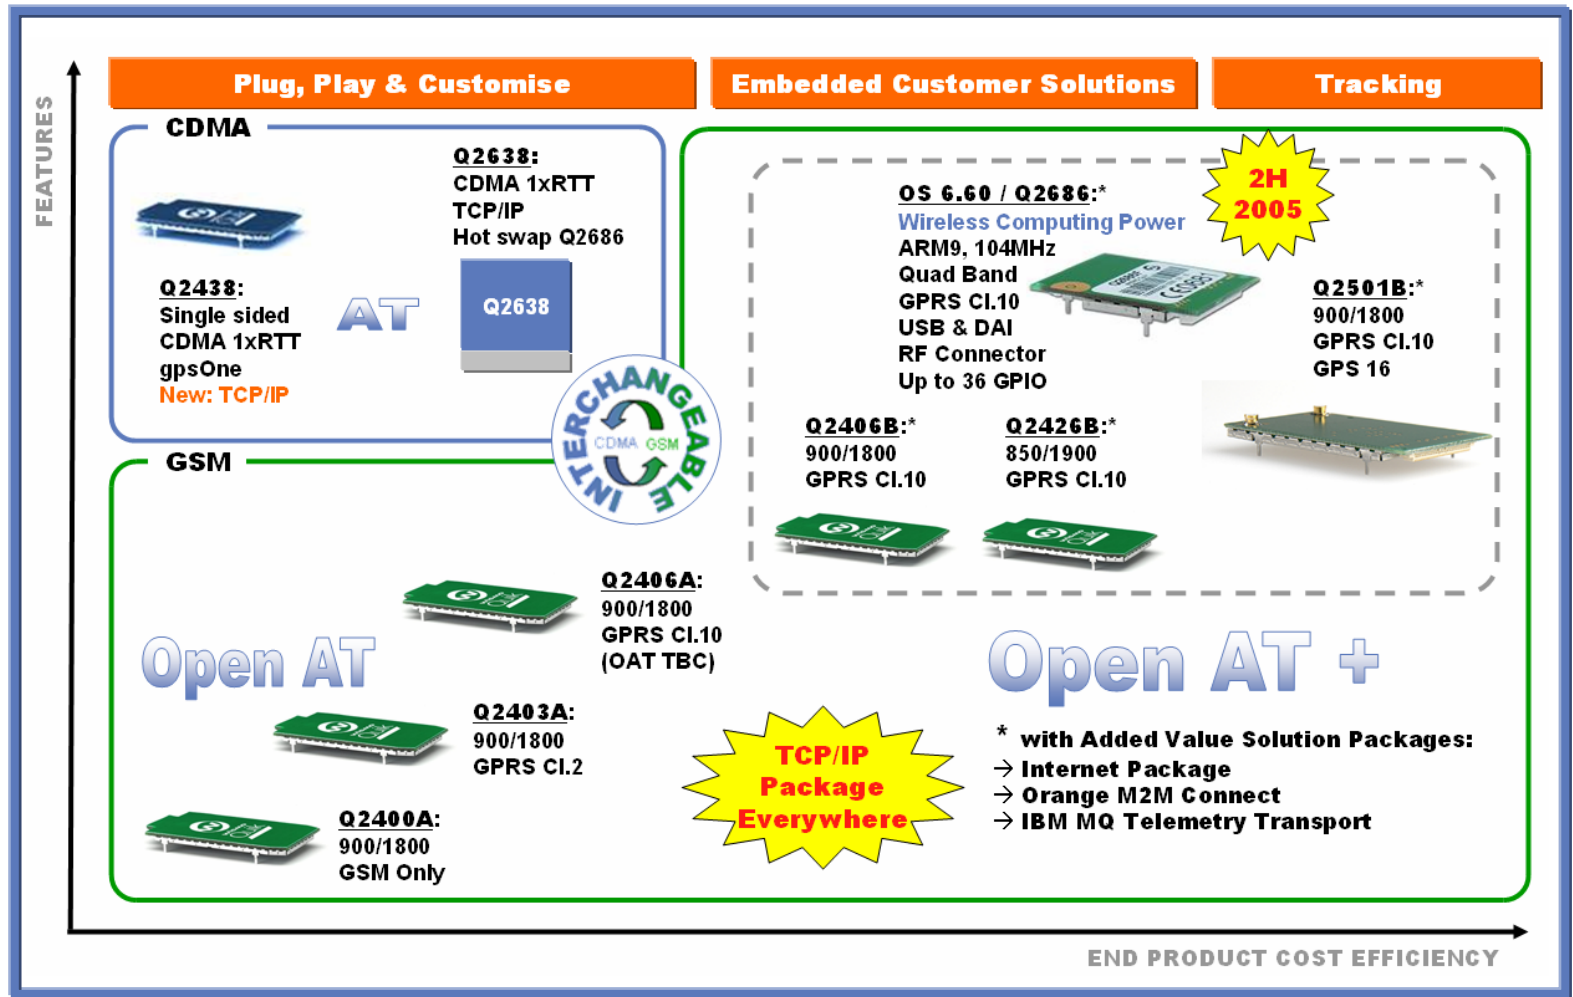 FEATURES
Plug, Play & Customise
Embedded Customer Solutions
Tracking
CDMA
Q2438:
Single sided
CDMA 1xRTT
gpsOne
New: TCP/IP
AT
Q2638:
CDMA 1xRTT
TCP/IP
Hot swap Q2686
Q2638
INTERCHANGEABLE
CDMA GSM
2H
2005
OS 6.60 / Q2686:*
Wireless Computing Power
ARM9, 104MHz
Quad Band
GPRS Cl.10
USB & DAI
RF Connector
Up to 36 GPIO
Q2501B:*
900/1800
GPRS Cl.10
GPS 16
Q2406B:*
900/1800
GPRS Cl.10
Q2426B:*
850/1900
GPRS Cl.10
GSM
Q2406A:
900/1800
GPRS Cl.10
(OAT TBC)
Open AT
Q2403A:
900/1800
GPRS Cl.2
Q2400A:
900/1800
GSM Only
TCP/IP
Package
Everywhere
Open AT +
* with Added Value Solution Packages:
→ Internet Package
→ Orange M2M Connect
→ IBM MQ Telemetry Transport
END PRODUCT COST EFFICIENCY